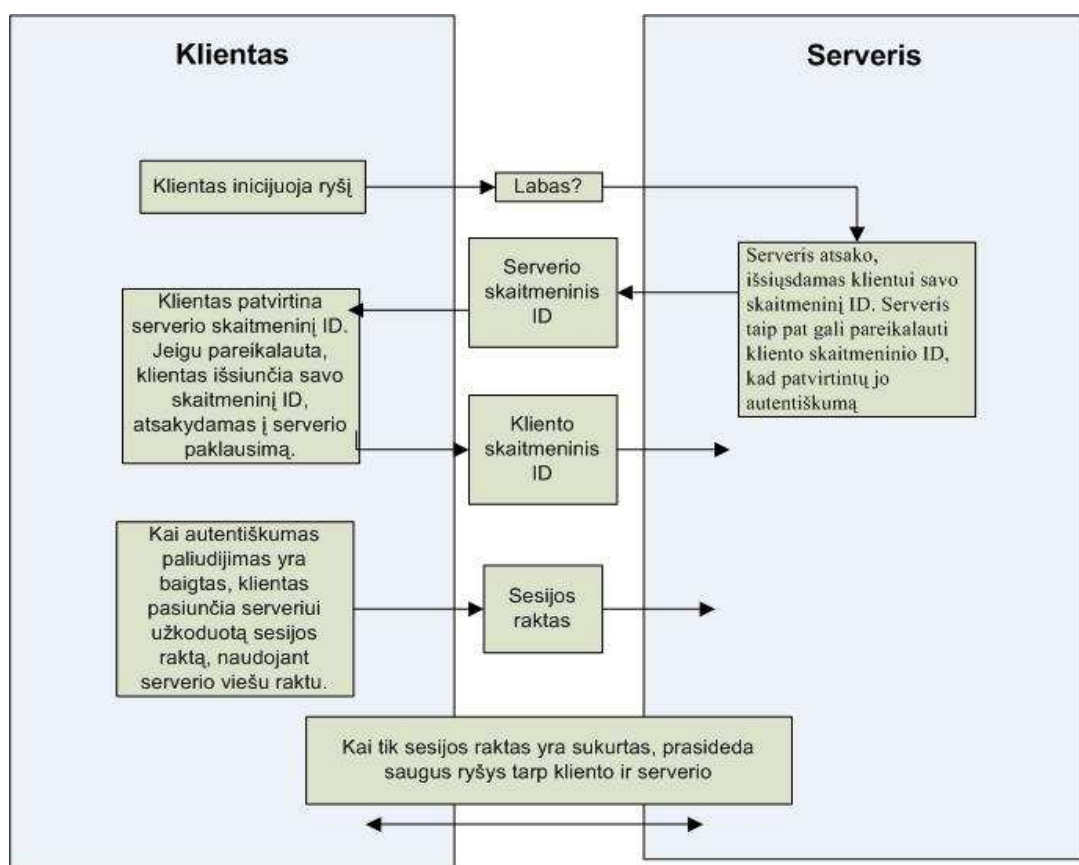 Klientas
Serveris
Klientas inicijuoja ryšį
Labas?
Serveris atsako,
išsiųsdamas klientui savo
skaitmeninį ID. Serveris
taip pat gali pareikalauti
kliento skaitmeninio ID,
kad patvirtintų jo
autentiškumą
Serverio
skaitmeninis
ID
Klientas patvirtina
serverio skaitmeninį ID.
Jeigu pareikalauta,
klientas išsiunčia savo
skaitmeninį ID,
atsakydamas į serverio
paklausimą.
Kliento
skaitmeninis
ID
Kai autentiškumas
paliudijimas yra
baigtas, klientas
pasiunčia serveriui
užkoduotą sesijos
raktą, naudojant
serverio viešu raktu.
Sesijos
raktas
Kai tik sesijos raktas yra sukurtas, prasideda
saugus ryšys tarp kliento ir serverio